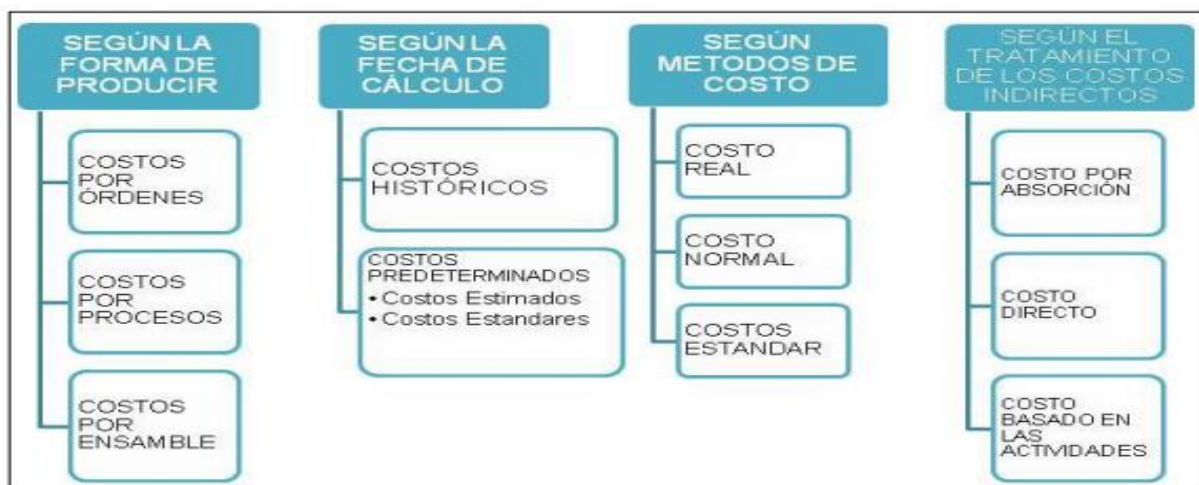 SEGÚN LA
FORMA DE
PRODUCIR
COSTOS
POR
ÓRDENES
COSTOS
POR
PROCESOS
COSTOS
POR
ENSAMBLE
SEGÚN LA
FECHA DE
CÁLCULO
COSTOS
HISTÓRICOS
COSTOS
PREDETERMINADOS
• Costos Estimados
• Costos Estandares
SEGÚN
METODOS DE
COSTO
COSTO
REAL
COSTO
NORMAL
COSTOS
ESTANDAR
SEGÚN EL
TRATAMIENTO
DE LOS COSTOS
INDIRECTOS
COSTO POR
ABSORCIÓN
COSTO
DIRECTO
COSTO
BASADO EN
LAS
ACTIVIDADES